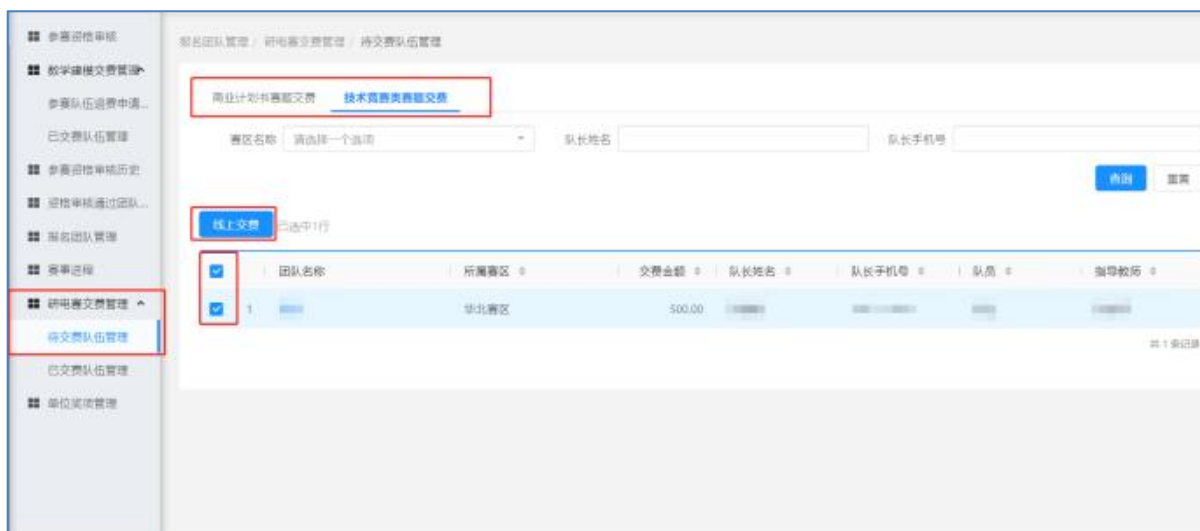 参赛资格审核
数学建模交费管理
参赛队伍退费申请...
已交费队伍管理
参赛资格审核历史
资格审核通过团队...
报名团队管理
赛事进程
研电赛交费管理
待交费队伍管理
已交费队伍管理
单位奖项管理
报名团队管理 / 研电赛交费管理 / 待交费队伍管理
商业计划书赛题交费 技术竞赛类赛题交费
赛区名称 请选择一个选项 队长姓名 队长手机号
查询 重置
线上交费 已选中1行
团队名称 所属赛区 交费金额 队长姓名 队长手机号 队员 指导教师
1 华北赛区 500.00
共 1 条记录